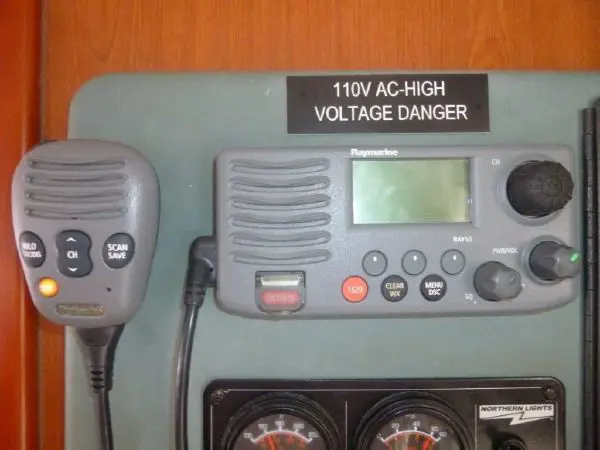 110V AC-HIGH
VOLTAGE DANGER
Raymarine
CH
RAY55
PWR/VOL
SQ
16/9
CLEAR
WX
MENU
DSC
HI/LO
SCAN
SAVE
CH
NORTHERN LIGHTS